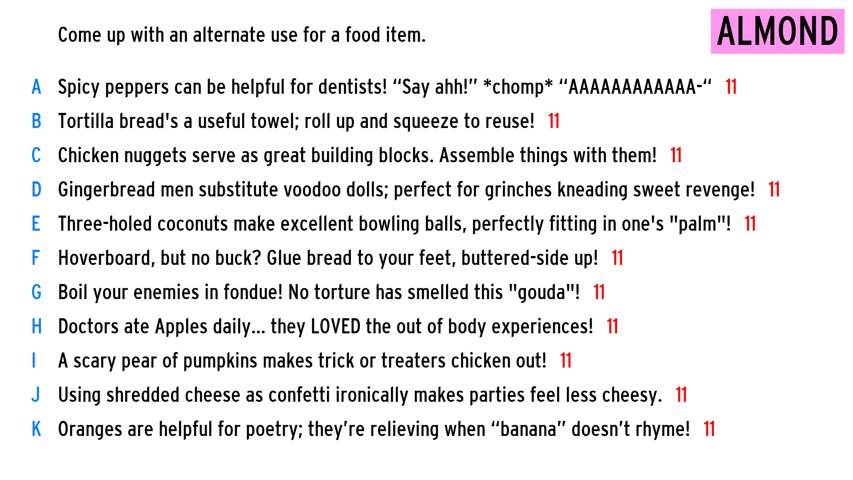 Come up with an alternate use for a food item.
ALMOND
A Spicy peppers can be helpful for dentists! “Say ahh!” *chomp* “AAAAAAAAAAAA-“ 11
B Tortilla bread's a useful towel; roll up and squeeze to reuse! 11
C Chicken nuggets serve as great building blocks. Assemble things with them! 11
D Gingerbread men substitute voodoo dolls; perfect for grinches kneading sweet revenge! 11
E Three-holed coconuts make excellent bowling balls, perfectly fitting in one's "palm"! 11
F Hoverboard, but no buck? Glue bread to your feet, buttered-side up! 11
G Boil your enemies in fondue! No torture has smelled this "gouda"! 11
H Doctors ate Apples daily... they LOVED the out of body experiences! 11
I A scary pear of pumpkins makes trick or treaters chicken out! 11
J Using shredded cheese as confetti ironically makes parties feel less cheesy. 11
K Oranges are helpful for poetry; they’re relieving when “banana” doesn’t rhyme! 11